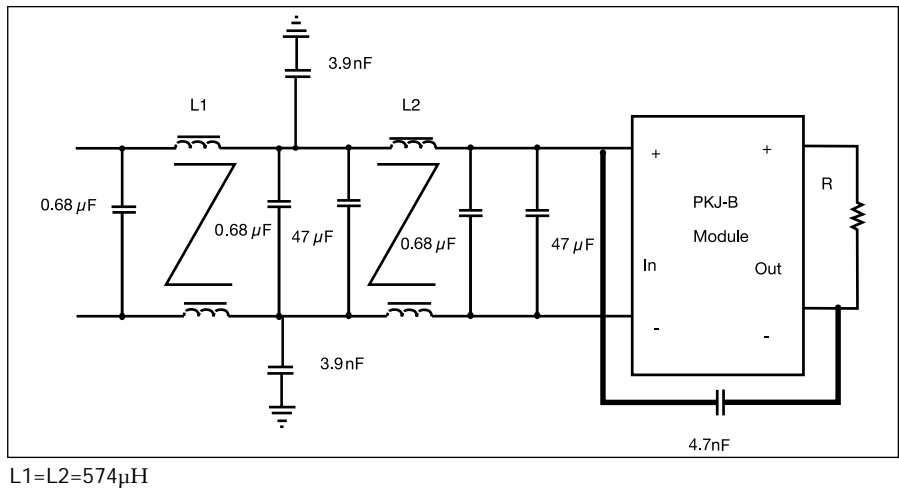 3.9nF
L1
L2
+
+
R
0.68 µF
0.68 µF
47 µF
0.68 µF
47 µF
PKJ-B
Module
In
Out
-
-
3.9nF
4.7nF
L1=L2=574µH